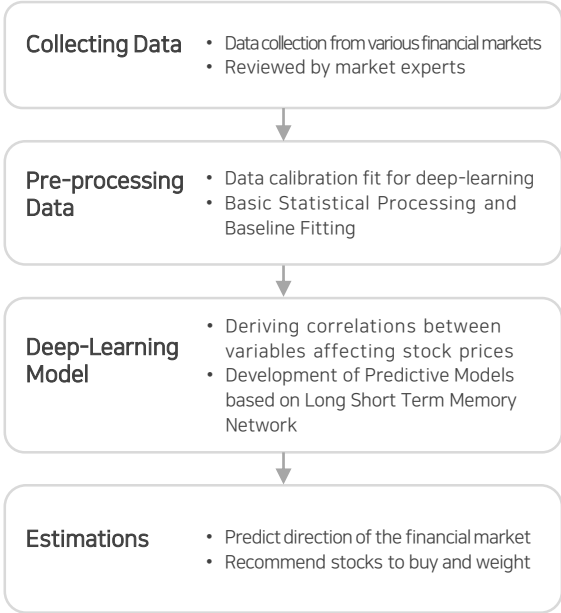 Collecting Data
• Data collection from various financial markets
• Reviewed by market experts
Pre-processing
Data
• Data calibration fit for deep-learning
• Basic Statistical Processing and
Baseline Fitting
Deep-Learning
Model
• Deriving correlations between
variables affecting stock prices
• Development of Predictive Models
based on Long Short Term Memory
Network
Estimations
• Predict direction of the financial market
• Recommend stocks to buy and weight